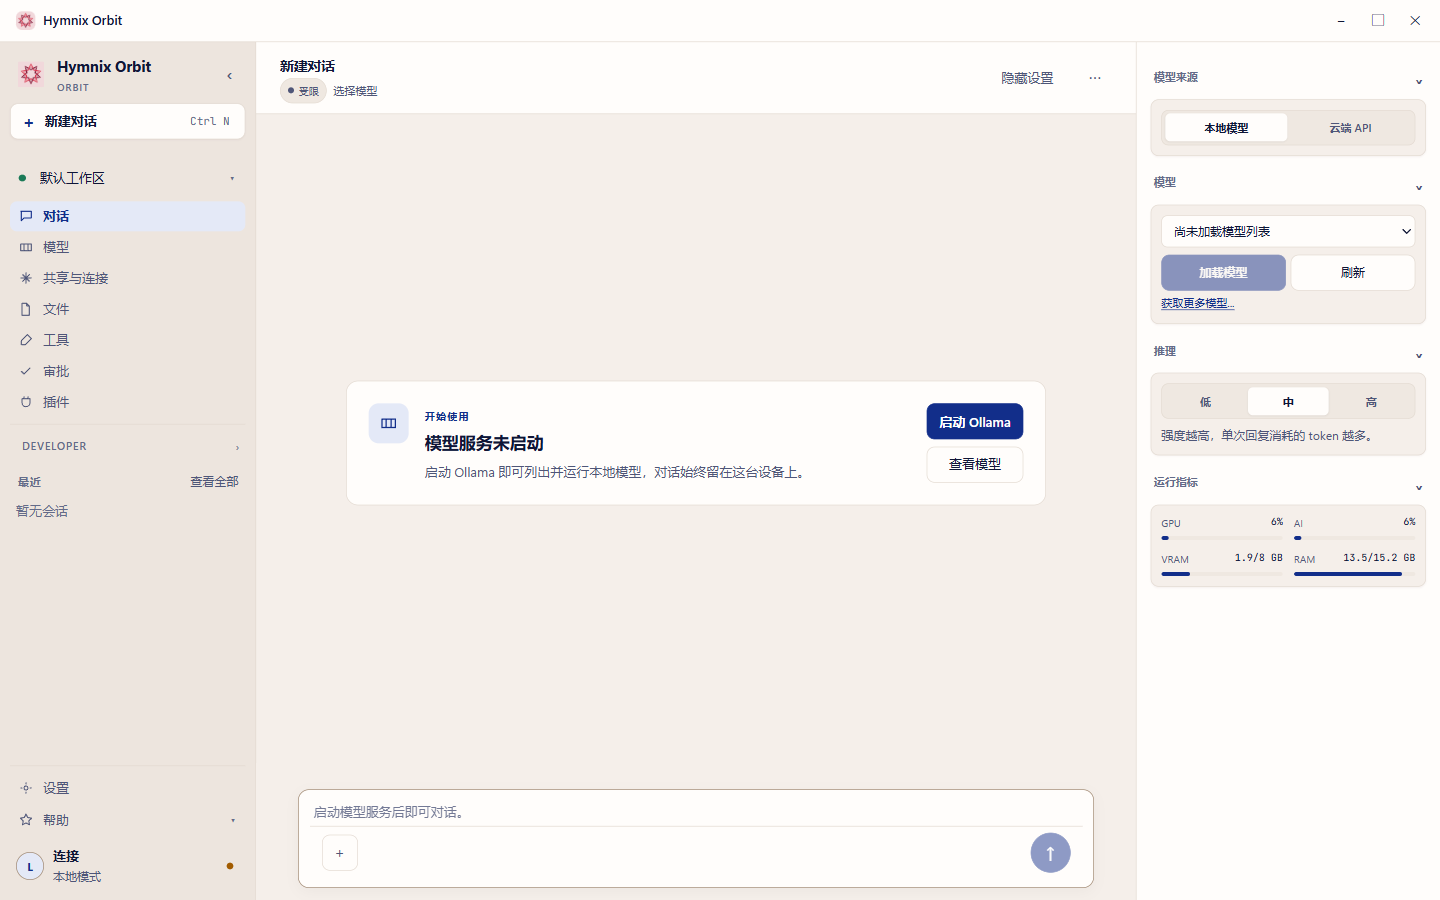 Hymnix Orbit
Hymnix Orbit
ORBIT
+ 新建对话 Ctrl N
默认工作区
对话
模型
共享与连接
文件
工具
审批
插件
DEVELOPER
最近 查看全部
暂无会话
设置
帮助
L
连接
本地模式
新建对话
受限 选择模型
隐藏设置 ...
开始使用
模型服务未启动
启动 Ollama 即可列出并运行本地模型，对话始终留在这台设备上。
启动 Ollama
查看模型
启动模型服务后即可对话。
+
模型来源
本地模型 云端 API
模型
尚未加载模型列表
加载模型 刷新
获取更多模型...
推理
低 中 高
强度越高，单次回复消耗的 token 越多。
运行指标
GPU 6% AI 6%
VRAM 1.9/8 GB RAM 13.5/15.2 GB